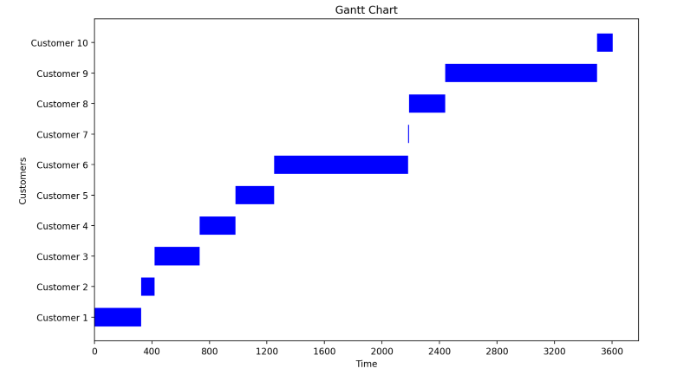 Gantt Chart
Customer 10
Customer 9
Customer 8
Customer 7
Customer 6
Customer 5
Customer 4
Customer 3
Customer 2
Customer 1
Customers
0 400 800 1200 1600 2000 2400 2800 3200 3600
Time